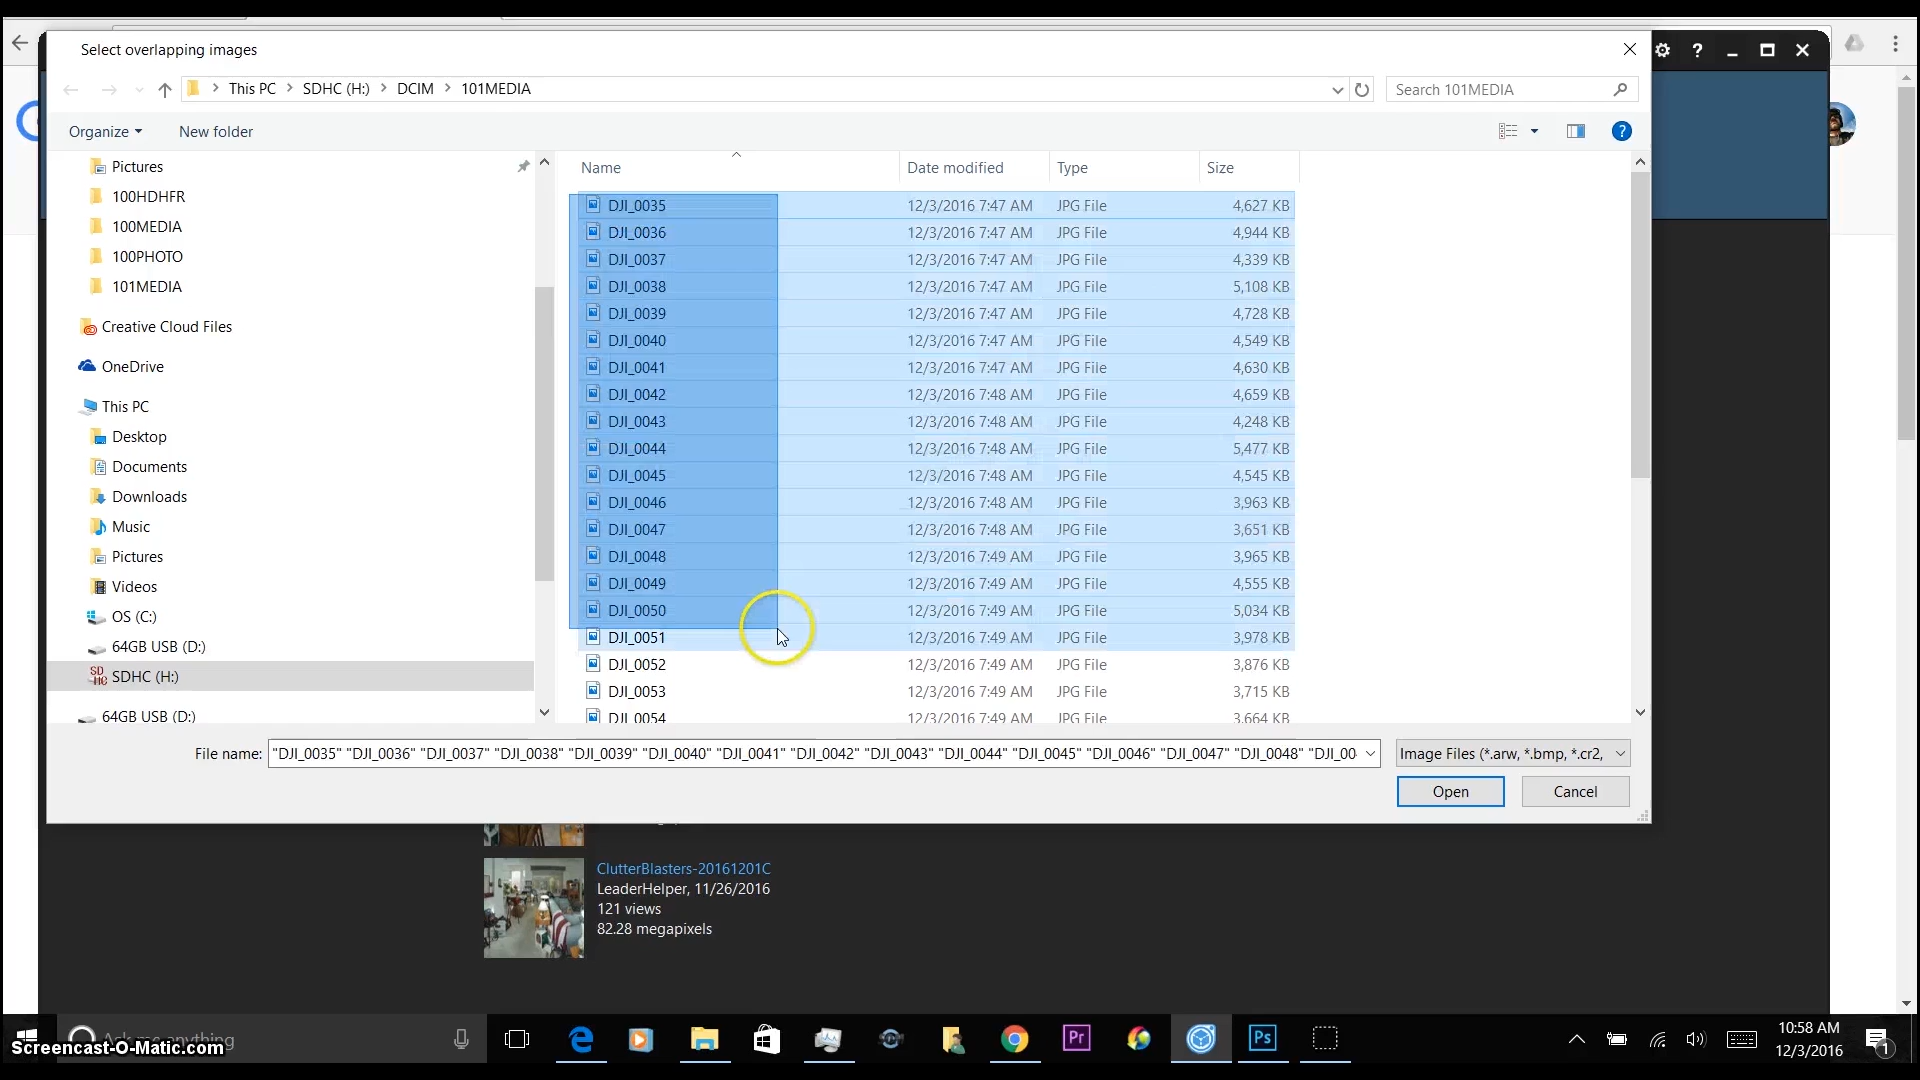 Select overlapping images
This PC > SDHC (H:) > DCIM > 101MEDIA
Search 101MEDIA
Organize
New folder
Pictures
100HDHFR
100MEDIA
100PHOTO
101MEDIA
Creative Cloud Files
OneDrive
This PC
Desktop
Documents
Downloads
Music
Pictures
Videos
OS (C:)
64GB USB (D:)
SDHC (H:)
64GB USB (D:)
Name Date modified Type Size
DJI_0035 12/3/2016 7:47 AM JPG File 4,627 KB
DJI_0036 12/3/2016 7:47 AM JPG File 4,944 KB
DJI_0037 12/3/2016 7:47 AM JPG File 4,339 KB
DJI_0038 12/3/2016 7:47 AM JPG File 5,108 KB
DJI_0039 12/3/2016 7:47 AM JPG File 4,728 KB
DJI_0040 12/3/2016 7:47 AM JPG File 4,549 KB
DJI_0041 12/3/2016 7:47 AM JPG File 4,630 KB
DJI_0042 12/3/2016 7:48 AM JPG File 4,659 KB
DJI_0043 12/3/2016 7:48 AM JPG File 4,248 KB
DJI_0044 12/3/2016 7:48 AM JPG File 5,477 KB
DJI_0045 12/3/2016 7:48 AM JPG File 4,545 KB
DJI_0046 12/3/2016 7:48 AM JPG File 3,963 KB
DJI_0047 12/3/2016 7:48 AM JPG File 3,651 KB
DJI_0048 12/3/2016 7:49 AM JPG File 3,965 KB
DJI_0049 12/3/2016 7:49 AM JPG File 4,555 KB
DJI_0050 12/3/2016 7:49 AM JPG File 5,034 KB
DJI_0051 12/3/2016 7:49 AM JPG File 3,978 KB
DJI_0052 12/3/2016 7:49 AM JPG File 3,876 KB
DJI_0053 12/3/2016 7:49 AM JPG File 3,715 KB
DJI_0054 12/3/2016 7:49 AM JPG File 3,664 KB
File name: "DJI_0035" "DJI_0036" "DJI_0037" "DJI_0038" "DJI_0039" "DJI_0040" "DJI_0041" "DJI_0042" "DJI_0043" "DJI_0044" "DJI_0045" "DJI_0046" "DJI_0047" "DJI_0048" "DJI_00
Image Files (*.arw, *.bmp, *.cr2,
Open
Cancel
ClutterBlasters-20161201C
LeaderHelper, 11/26/2016
121 views
82.28 megapixels
Ask me anything
Screencast-O-Matic.com
Pr
Ps
10:58 AM
12/3/2016
1